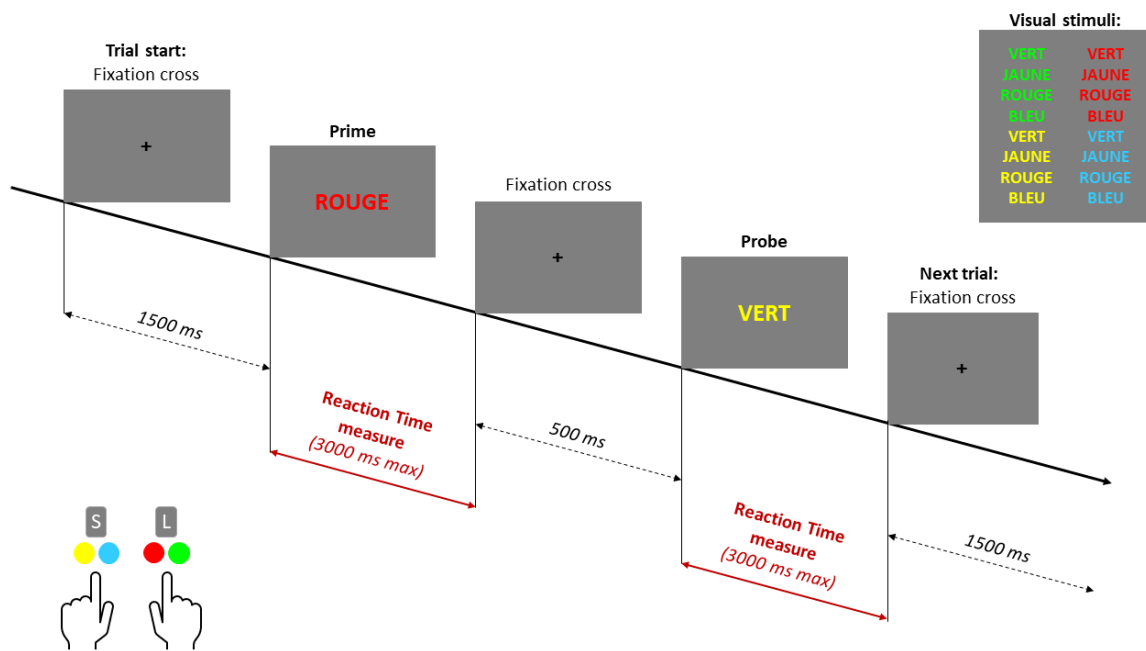 Trial start:
Fixation cross
+
Prime
ROUGE
Fixation cross
+
Probe
VERT
Next trial:
Fixation cross
+
1500 ms
Reaction Time
measure
(3000 ms max)
500 ms
Reaction Time
measure
(3000 ms max)
1500 ms
Visual stimuli:
VERT VERT
JAUNE JAUNE
ROUGE ROUGE
BLEU BLEU
VERT VERT
JAUNE JAUNE
ROUGE ROUGE
BLEU BLEU
S L